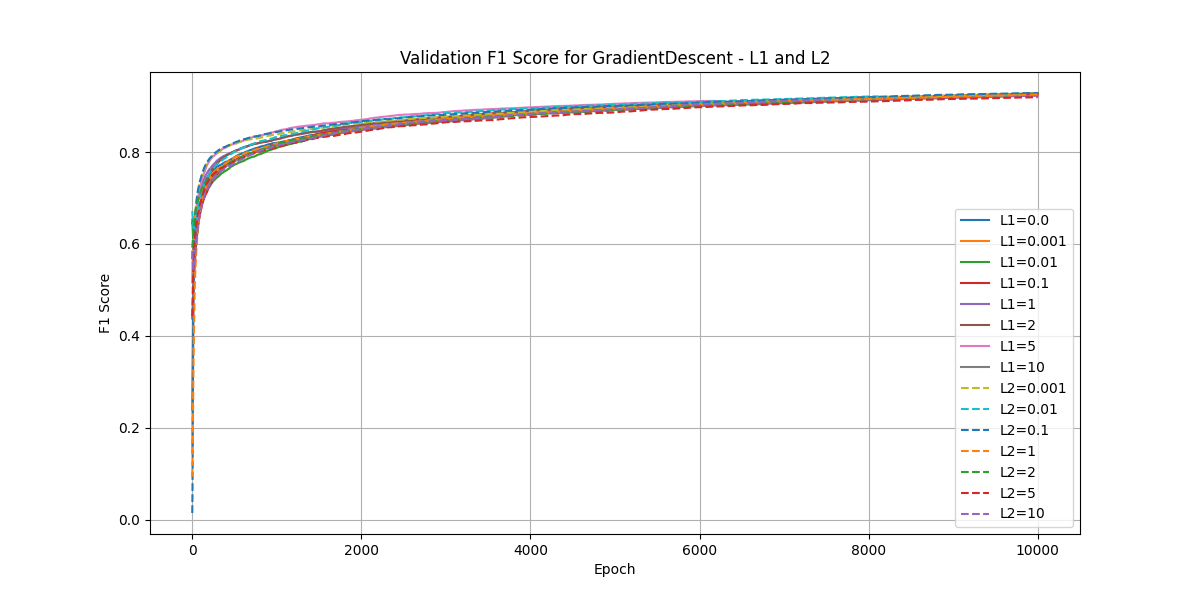 Validation F1 Score for GradientDescent - L1 and L2
F1 Score
0.8
0.6
0.4
0.2
0.0
L1=0.0
L1=0.001
L1=0.01
L1=0.1
L1=1
L1=2
L1=5
L1=10
L2=0.001
L2=0.01
L2=0.1
L2=1
L2=2
L2=5
L2=10
0 2000 4000 6000 8000 10000
Epoch